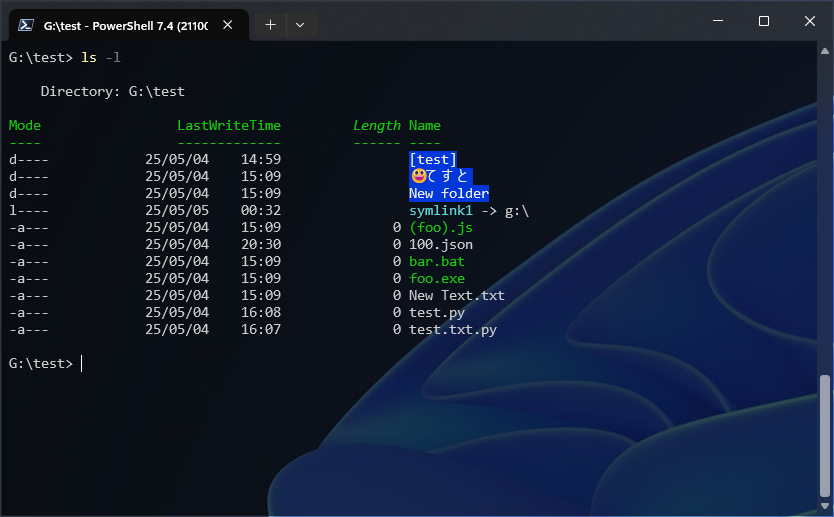 G:\test - PowerShell 7.4 (21100
G:\test> ls -l
Directory: G:\test
Mode LastWriteTime Length Name
---- ------------- ------ ----
d---- 25/05/04 14:59 [test]
d---- 25/05/04 15:09 😃てすと
d---- 25/05/04 15:09 New folder
l---- 25/05/05 00:32 symlink1 -> g:\
-a--- 25/05/04 15:09 0 (foo).js
-a--- 25/05/04 20:30 0 100.json
-a--- 25/05/04 15:09 0 bar.bat
-a--- 25/05/04 15:09 0 foo.exe
-a--- 25/05/04 15:09 0 New Text.txt
-a--- 25/05/04 16:08 0 test.py
-a--- 25/05/04 16:07 0 test.txt.py
G:\test>